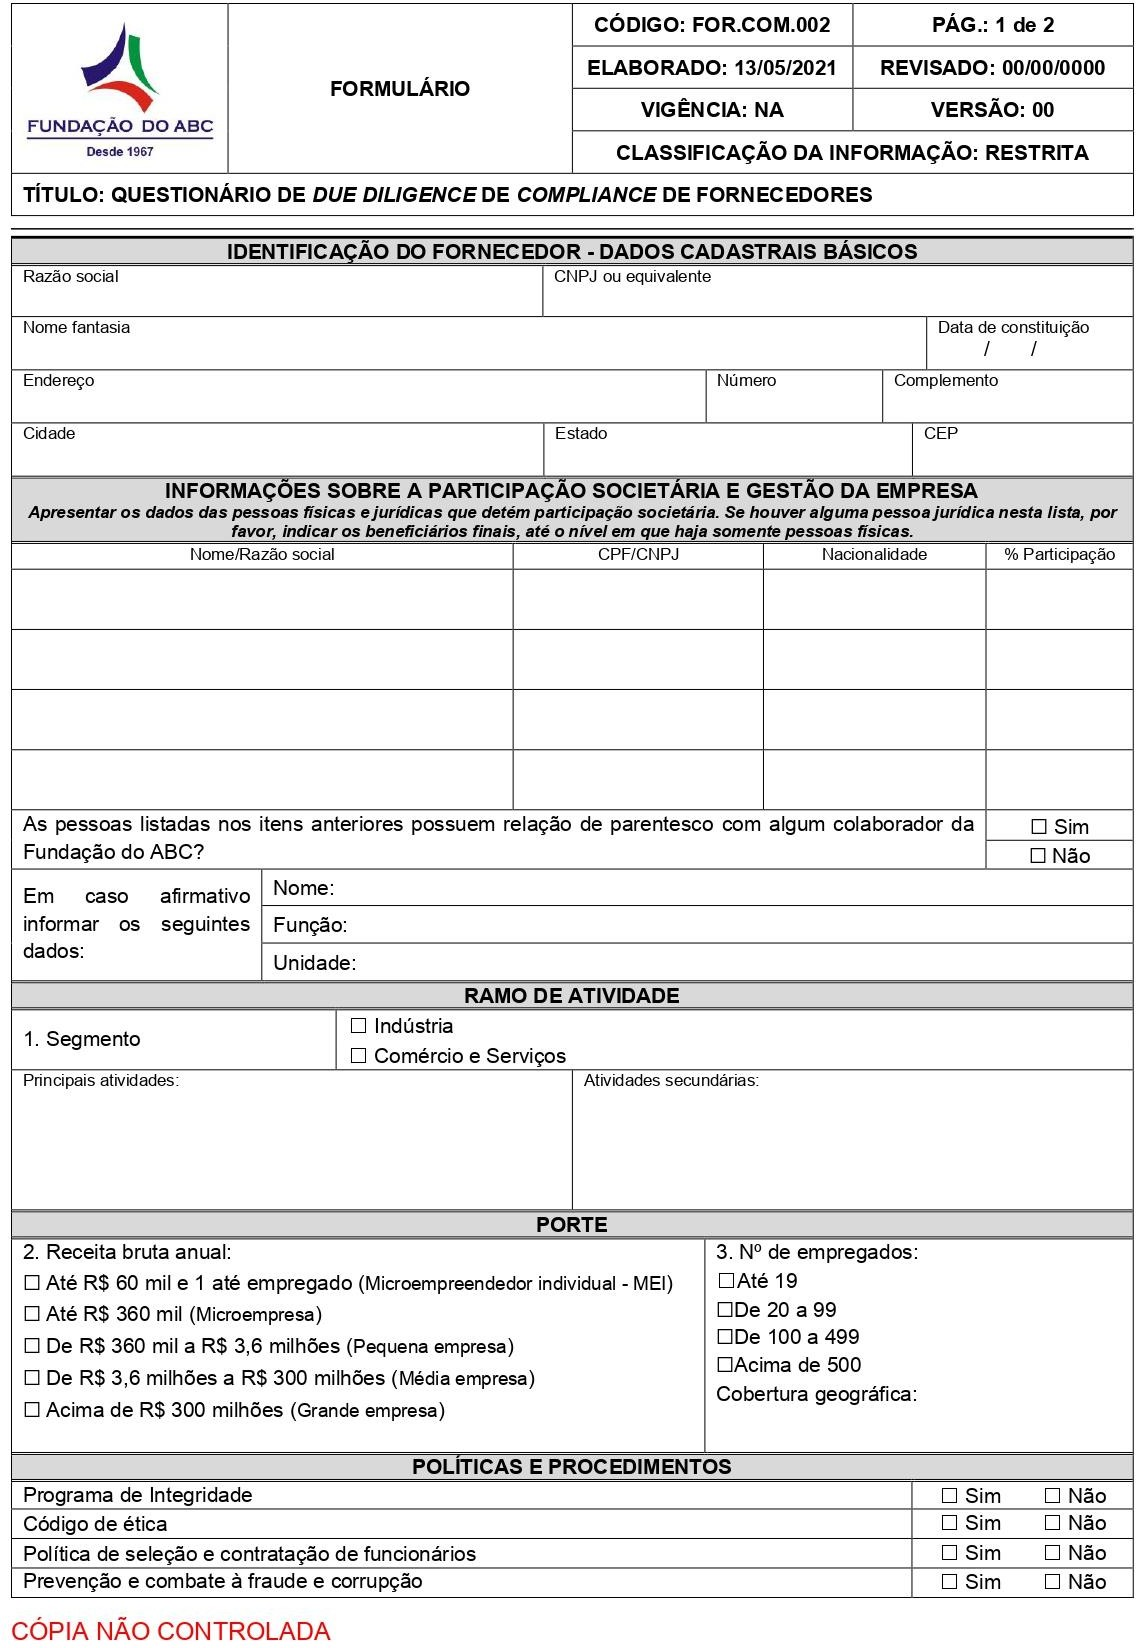 FUNDAÇÃO DO ABC
Desde 1967
FORMULÁRIO
CÓDIGO: FOR.COM.002
PÁG.: 1 de 2
ELABORADO: 13/05/2021
REVISADO: 00/00/0000
VIGÊNCIA: NA
VERSÃO: 00
CLASSIFICAÇÃO DA INFORMAÇÃO: RESTRITA
TÍTULO: QUESTIONÁRIO DE DUE DILIGENCE DE COMPLIANCE DE FORNECEDORES
IDENTIFICAÇÃO DO FORNECEDOR - DADOS CADASTRAIS BÁSICOS
Razão social
CNPJ ou equivalente
Nome fantasia
Data de constituição
/ /
Endereço
Número
Complemento
Cidade
Estado
CEP
INFORMAÇÕES SOBRE A PARTICIPAÇÃO SOCIETÁRIA E GESTÃO DA EMPRESA
Apresentar os dados das pessoas físicas e jurídicas que detém participação societária. Se houver alguma pessoa jurídica nesta lista, por
favor, indicar os beneficiários finais, até o nível em que haja somente pessoas físicas.
Nome/Razão social
CPF/CNPJ
Nacionalidade
% Participação
As pessoas listadas nos itens anteriores possuem relação de parentesco com algum colaborador da
Fundação do ABC?
☐ Sim
☐ Não
Em caso afirmativo
informar os seguintes
dados:
Nome:
Função:
Unidade:
RAMO DE ATIVIDADE
1. Segmento
☐ Indústria
☐ Comércio e Serviços
Principais atividades:
Atividades secundárias:
PORTE
2. Receita bruta anual:
☐ Até R$ 60 mil e 1 até empregado (Microempreendedor individual - MEI)
☐ Até R$ 360 mil (Microempresa)
☐ De R$ 360 mil a R$ 3,6 milhões (Pequena empresa)
☐ De R$ 3,6 milhões a R$ 300 milhões (Média empresa)
☐ Acima de R$ 300 milhões (Grande empresa)
3. Nº de empregados:
☐Até 19
☐De 20 a 99
☐De 100 a 499
☐Acima de 500
Cobertura geográfica:
POLÍTICAS E PROCEDIMENTOS
Programa de Integridade ☐ Sim ☐ Não
Código de ética ☐ Sim ☐ Não
Política de seleção e contratação de funcionários ☐ Sim ☐ Não
Prevenção e combate à fraude e corrupção ☐ Sim ☐ Não
CÓPIA NÃO CONTROLADA